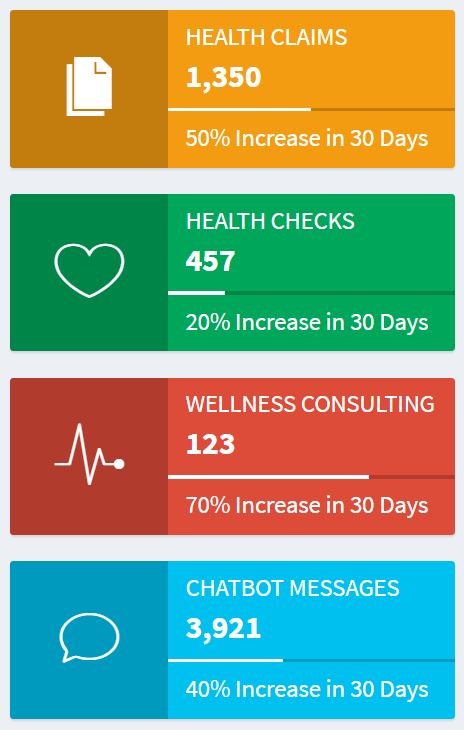 HEALTH CLAIMS
1,350
50% Increase in 30 Days
HEALTH CHECKS
457
20% Increase in 30 Days
WELLNESS CONSULTING
123
70% Increase in 30 Days
CHATBOT MESSAGES
3,921
40% Increase in 30 Days